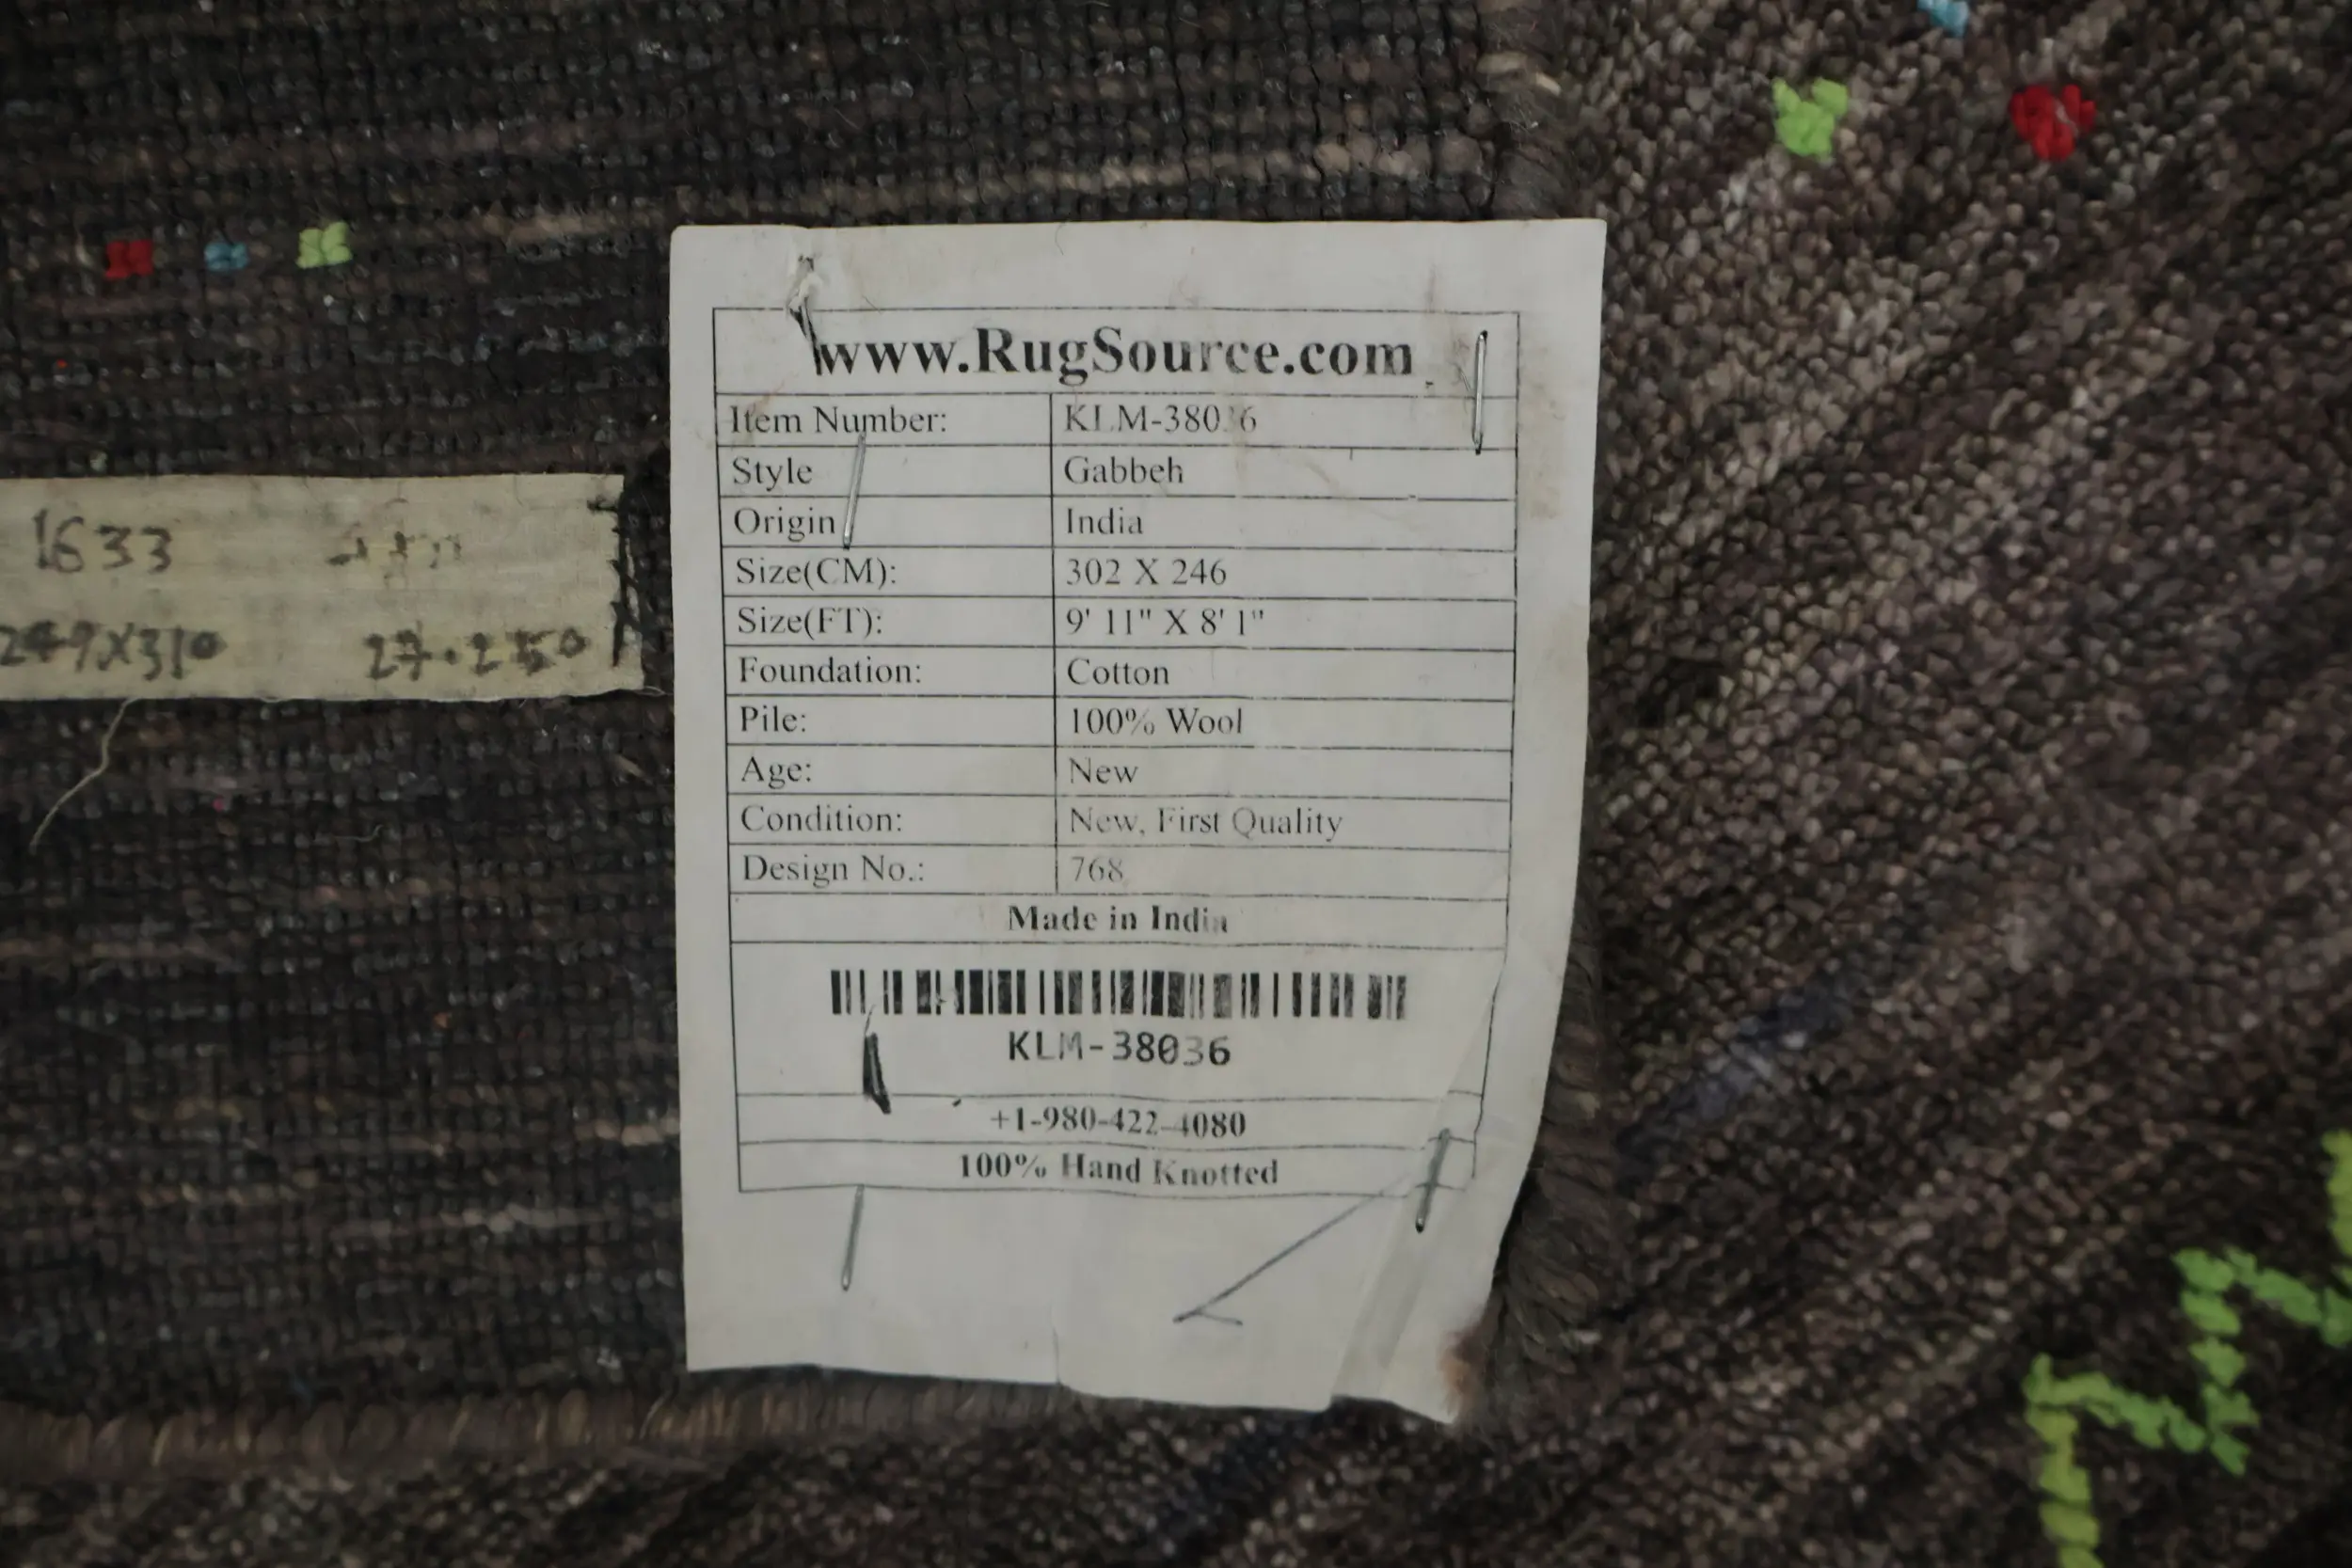 www.RugSource.com
Item Number: KLM-38036
Style Gabbeh
Origin India
Size(CM): 302 X 246
Size(FT): 9' 11" X 8' 1"
Foundation: Cotton
Pile: 100% Wool
Age: New
Condition: New, First Quality
Design No.: 768
Made in India
KLM-38036
+1-980-422-4080
100% Hand Knotted
1633
249X310 27.250